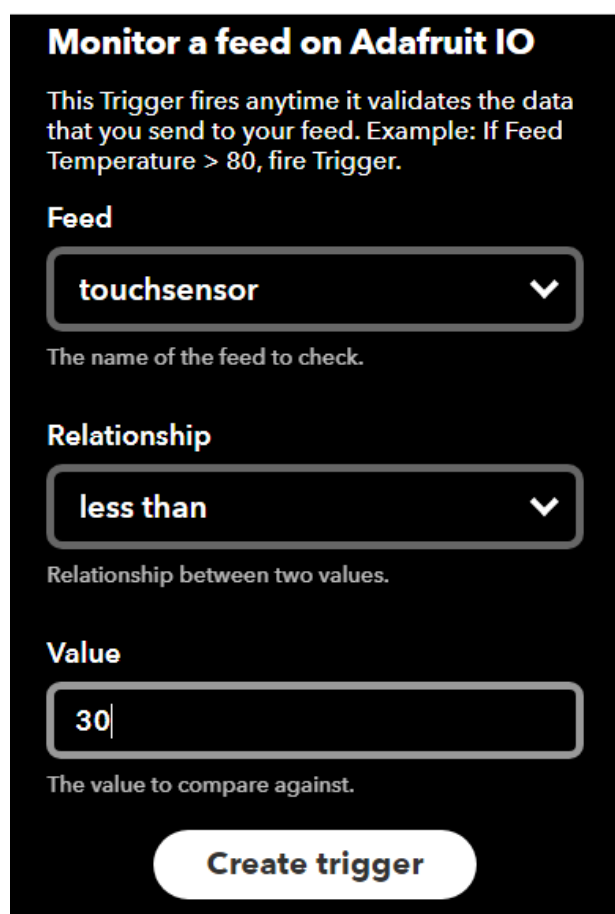 Monitor a feed on Adafruit IO
This Trigger fires anytime it validates the data
that you send to your feed. Example: If Feed
Temperature > 80, fire Trigger.
Feed
touchsensor
The name of the feed to check.
Relationship
less than
Relationship between two values.
Value
30
The value to compare against.
Create trigger